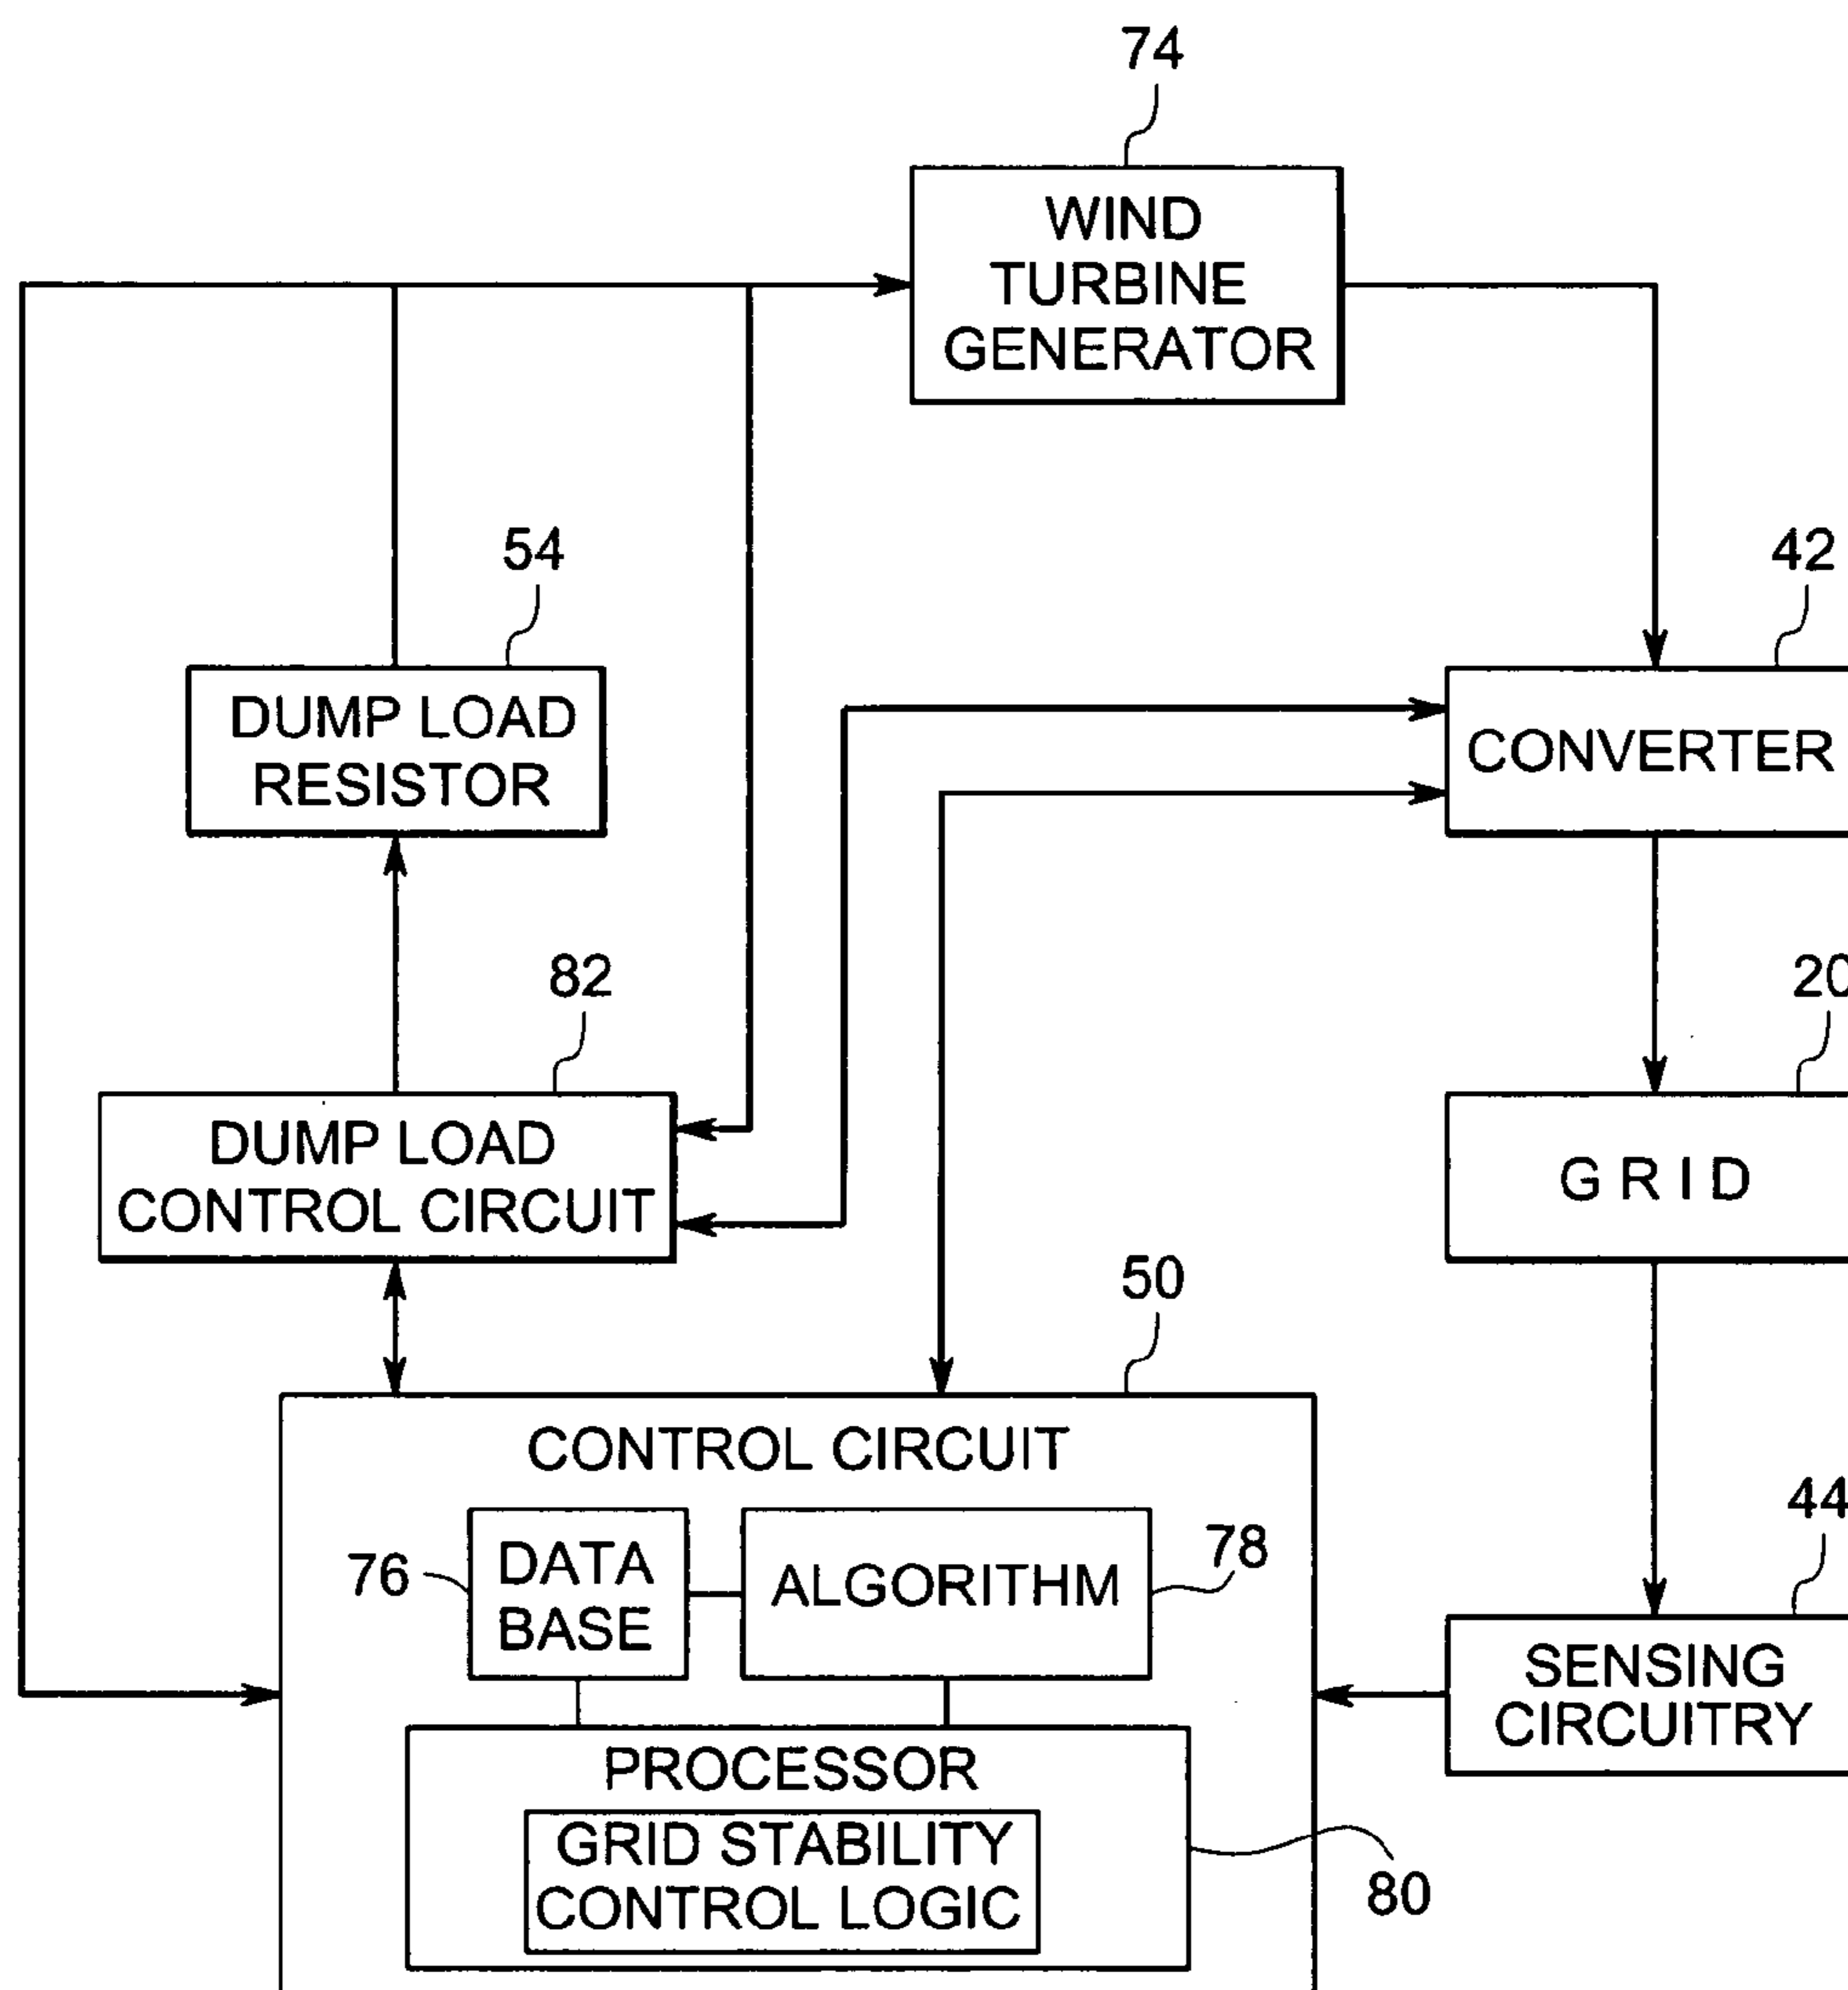 74
WIND
TURBINE
GENERATOR
54
42
DUMP LOAD
RESISTOR
CONVERTER
82
20
DUMP LOAD
CONTROL CIRCUIT
GRID
50
CONTROL CIRCUIT
44
76
DATA
BASE
ALGORITHM
78
SENSING
CIRCUITRY
PROCESSOR
GRID STABILITY
CONTROL LOGIC
80